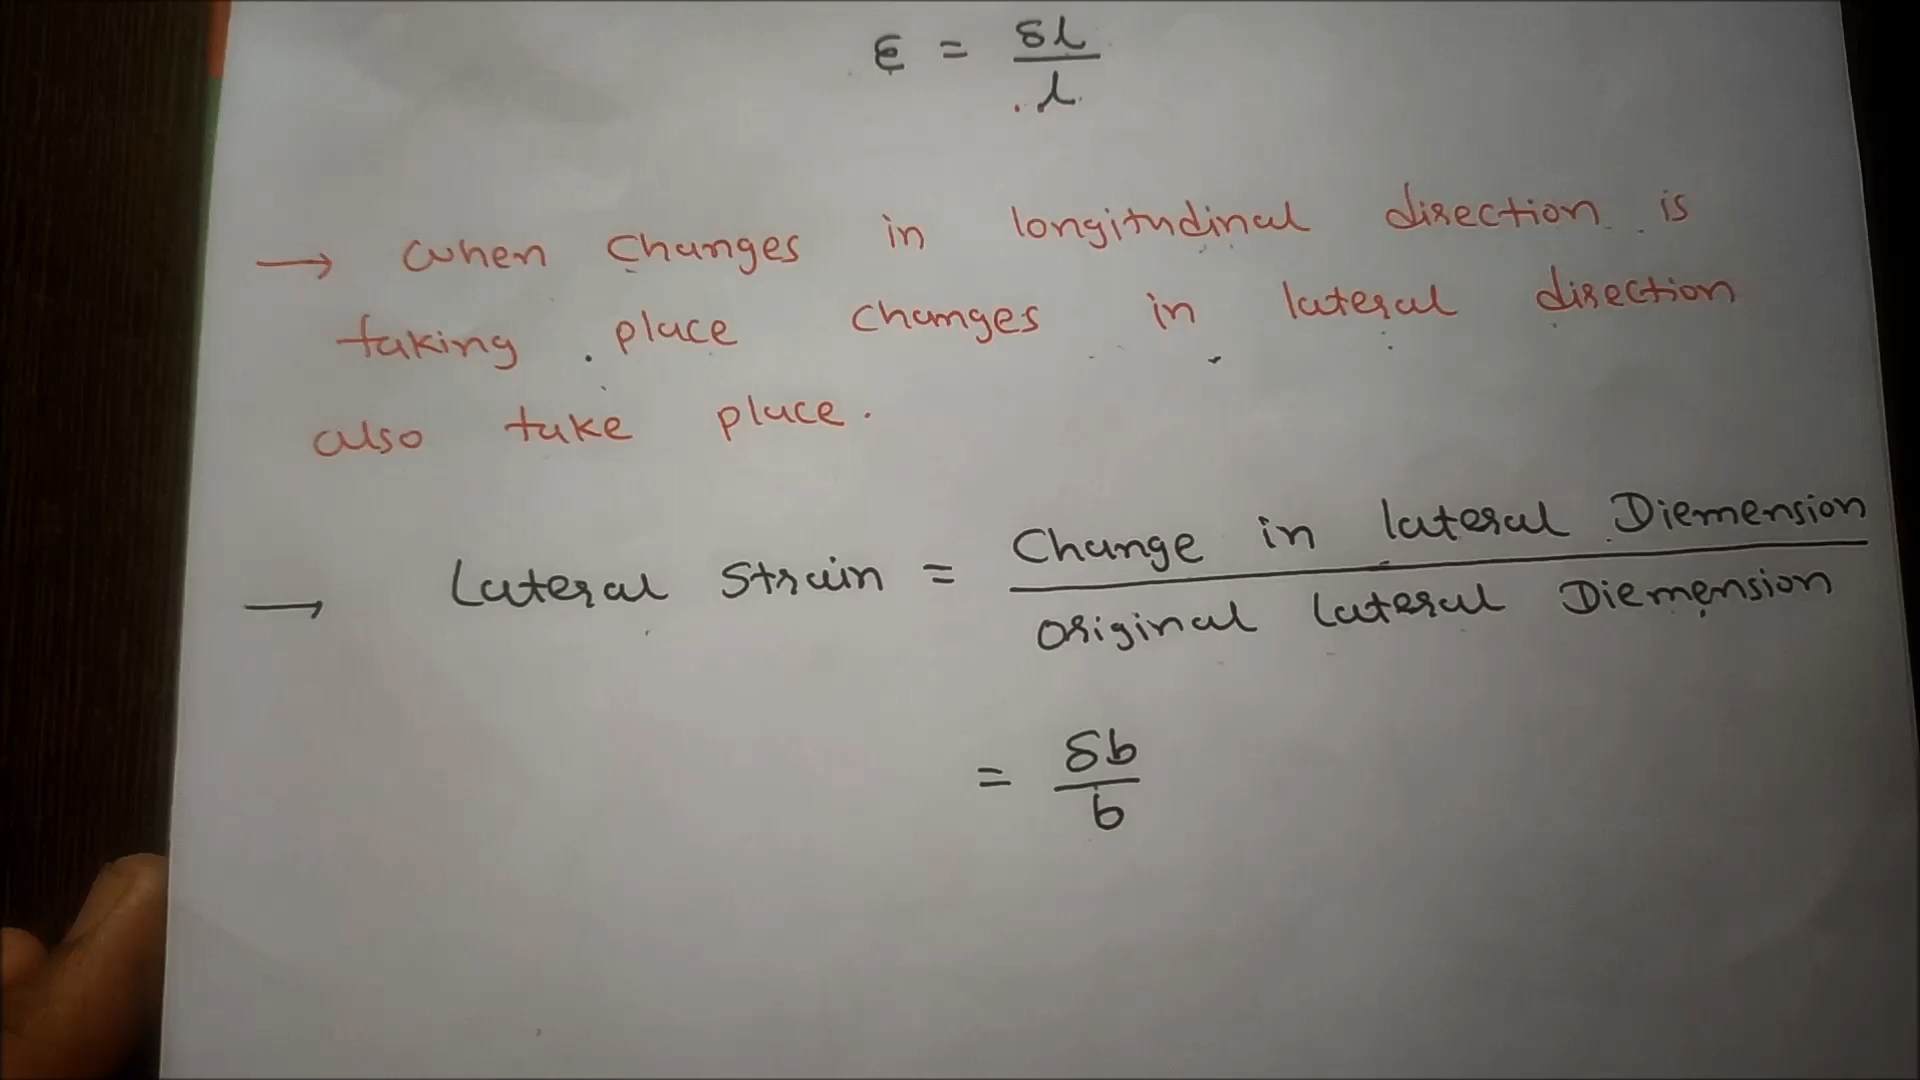 ε = δl / l
→ when changes in longitudinal direction is
taking place changes in lateral direction
also take place.
→ Lateral Strain = Change in lateral Diemension / original lateral Diemension
= δb / b